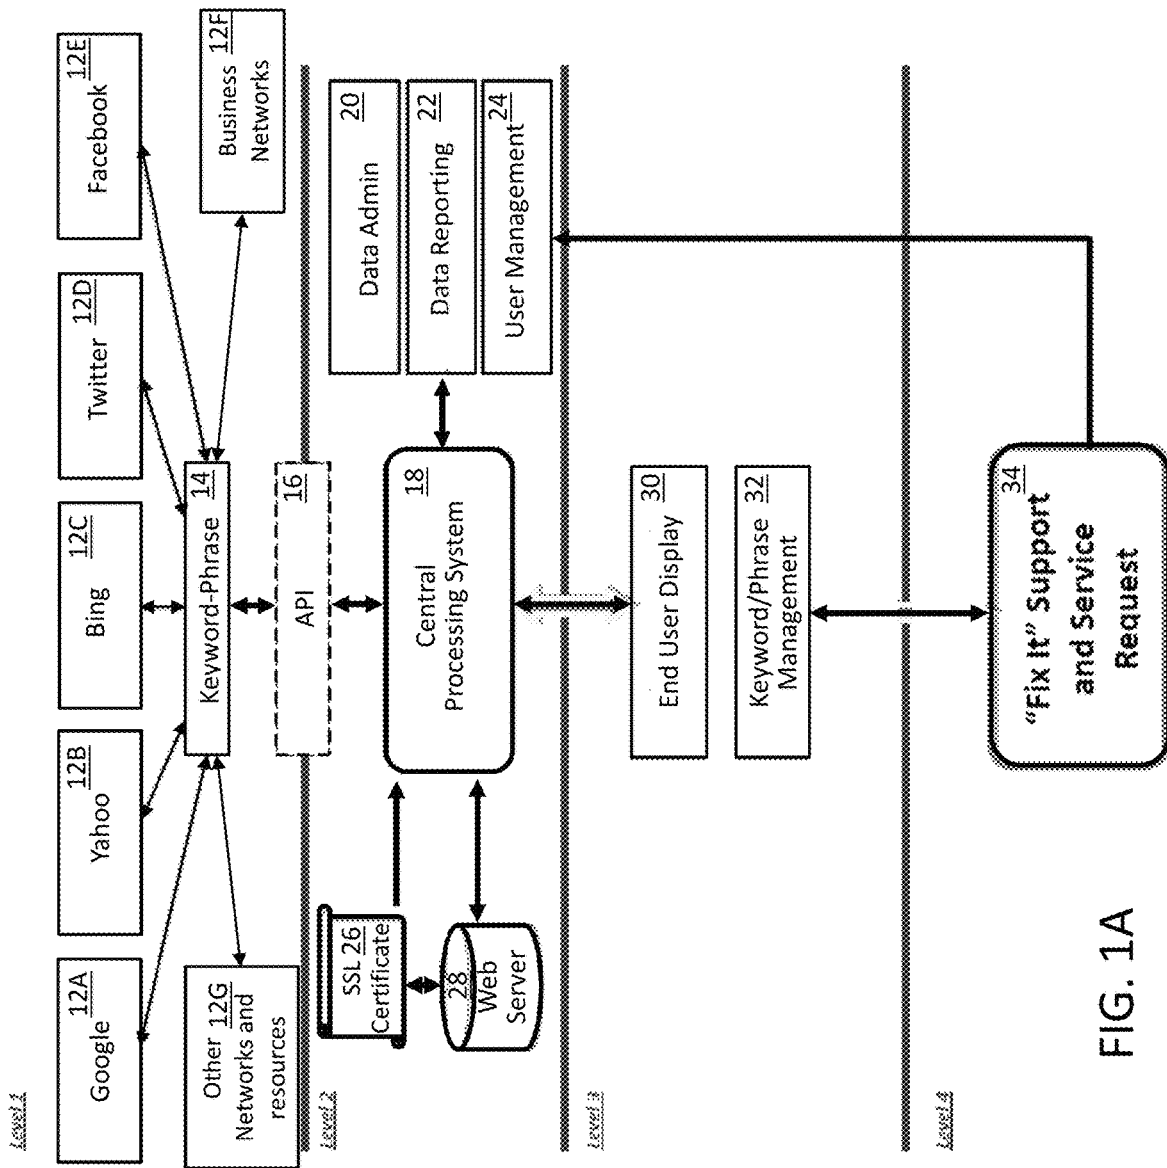 Level 1
Google 12A
Yahoo 12B
Bing 12C
Twitter 12D
Facebook 12E
Other 12G
Networks and
resources
Keyword-Phrase 14
Business 12F
Networks
Level 2
API 16
SSL 26
Certificate
28
Web
Server
Central 18
Processing System
Data Admin 20
Data Reporting 22
User Management 24
Level 3
End User Display 30
Keyword/Phrase 32
Management
Level 4
34
"Fix It" Support
and Service
Request
FIG. 1A